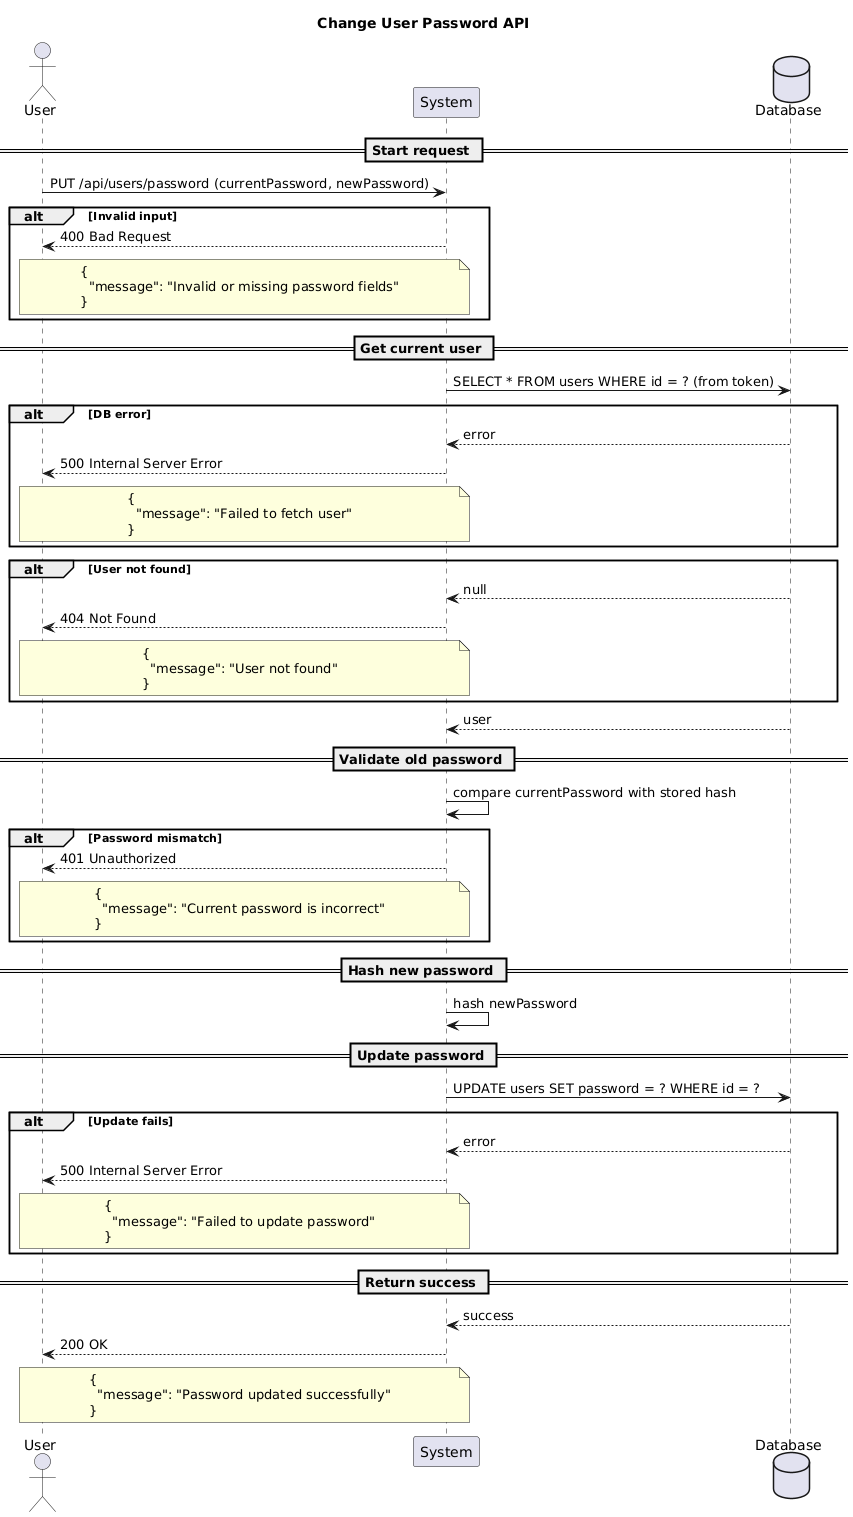 Change User Password API
User
System
Database
Start request
PUT /api/users/password (currentPassword, newPassword)
alt [Invalid input]
400 Bad Request
{
"message": "Invalid or missing password fields"
}
Get current user
SELECT * FROM users WHERE id = ? (from token)
alt [DB error]
error
500 Internal Server Error
{
"message": "Failed to fetch user"
}
alt [User not found]
null
404 Not Found
{
"message": "User not found"
}
user
Validate old password
compare currentPassword with stored hash
alt [Password mismatch]
401 Unauthorized
{
"message": "Current password is incorrect"
}
Hash new password
hash newPassword
Update password
UPDATE users SET password = ? WHERE id = ?
alt [Update fails]
error
500 Internal Server Error
{
"message": "Failed to update password"
}
Return success
success
200 OK
{
"message": "Password updated successfully"
}
User
System
Database